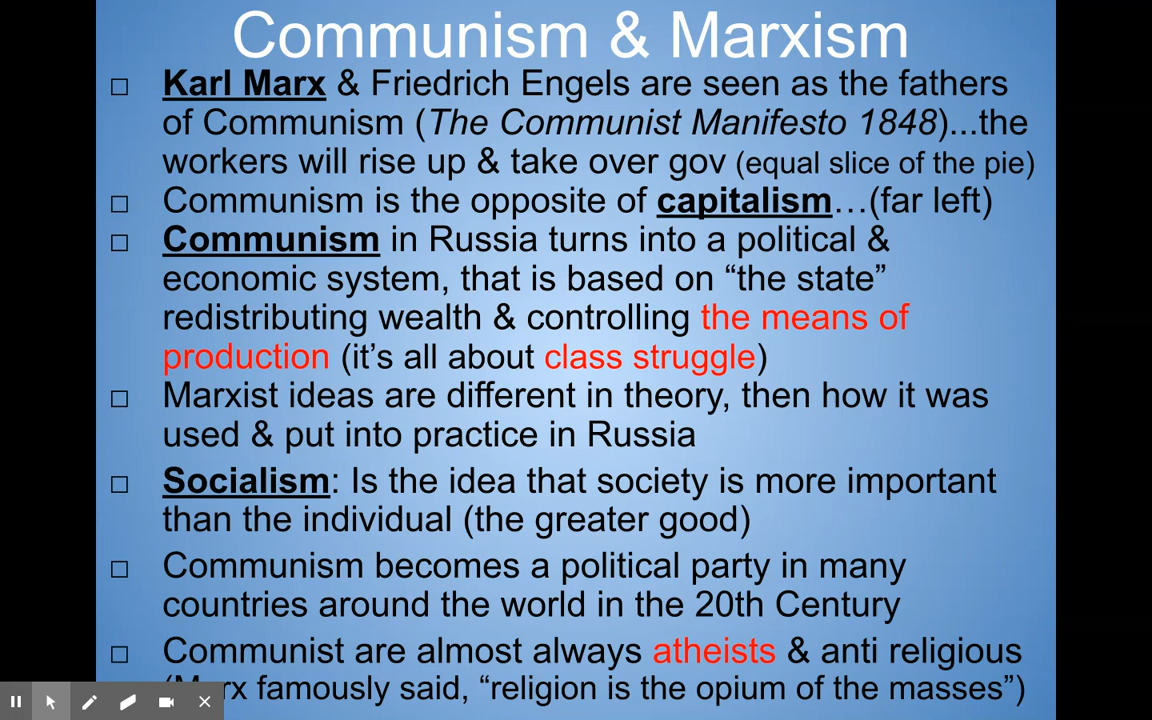 Communism & Marxism
□ Karl Marx & Friedrich Engels are seen as the fathers
of Communism (The Communist Manifesto 1848)...the
workers will rise up & take over gov (equal slice of the pie)
□ Communism is the opposite of capitalism…(far left)
□ Communism in Russia turns into a political &
economic system, that is based on “the state”
redistributing wealth & controlling the means of
production (it’s all about class struggle)
□ Marxist ideas are different in theory, then how it was
used & put into practice in Russia
□ Socialism: Is the idea that society is more important
than the individual (the greater good)
□ Communism becomes a political party in many
countries around the world in the 20th Century
□ Communist are almost always atheists & anti religious
(Marx famously said, “religion is the opium of the masses”)